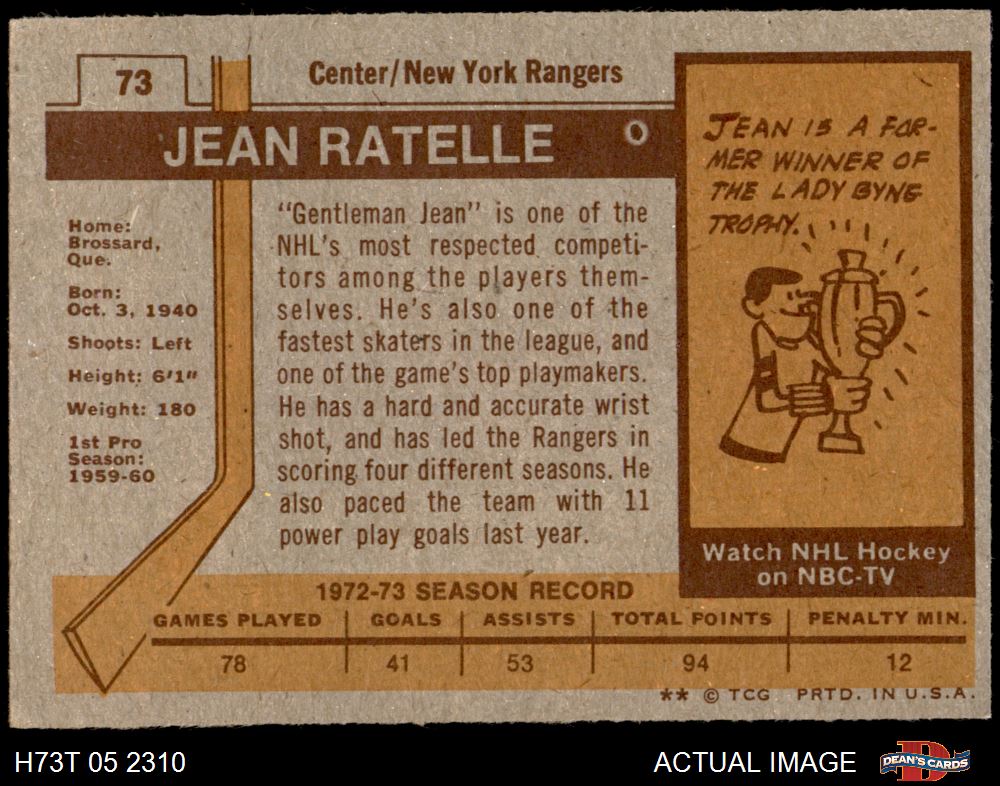 73
Center/New York Rangers
JEAN RATELLE
Home:
Brossard,
Que.
Born:
Oct. 3, 1940
Shoots: Left
Height: 6'1"
Weight: 180
1st Pro
Season:
1959-60
"Gentleman Jean" is one of the
NHL's most respected competi-
tors among the players them-
selves. He's also one of the
fastest skaters in the league, and
one of the game's top playmakers.
He has a hard and accurate wrist
shot, and has led the Rangers in
scoring four different seasons. He
also paced the team with 11
power play goals last year.
JEAN IS A FOR-
MER WINNER OF
THE LADY BYNG
TROPHY.
Watch NHL Hockey
on NBC-TV
1972-73 SEASON RECORD
GAMES PLAYED GOALS ASSISTS TOTAL POINTS PENALTY MIN.
78 41 53 94 12
** © TCG PRTD. IN U.S.A.
H73T 05 2310
ACTUAL IMAGE
DEAN'S CARDS